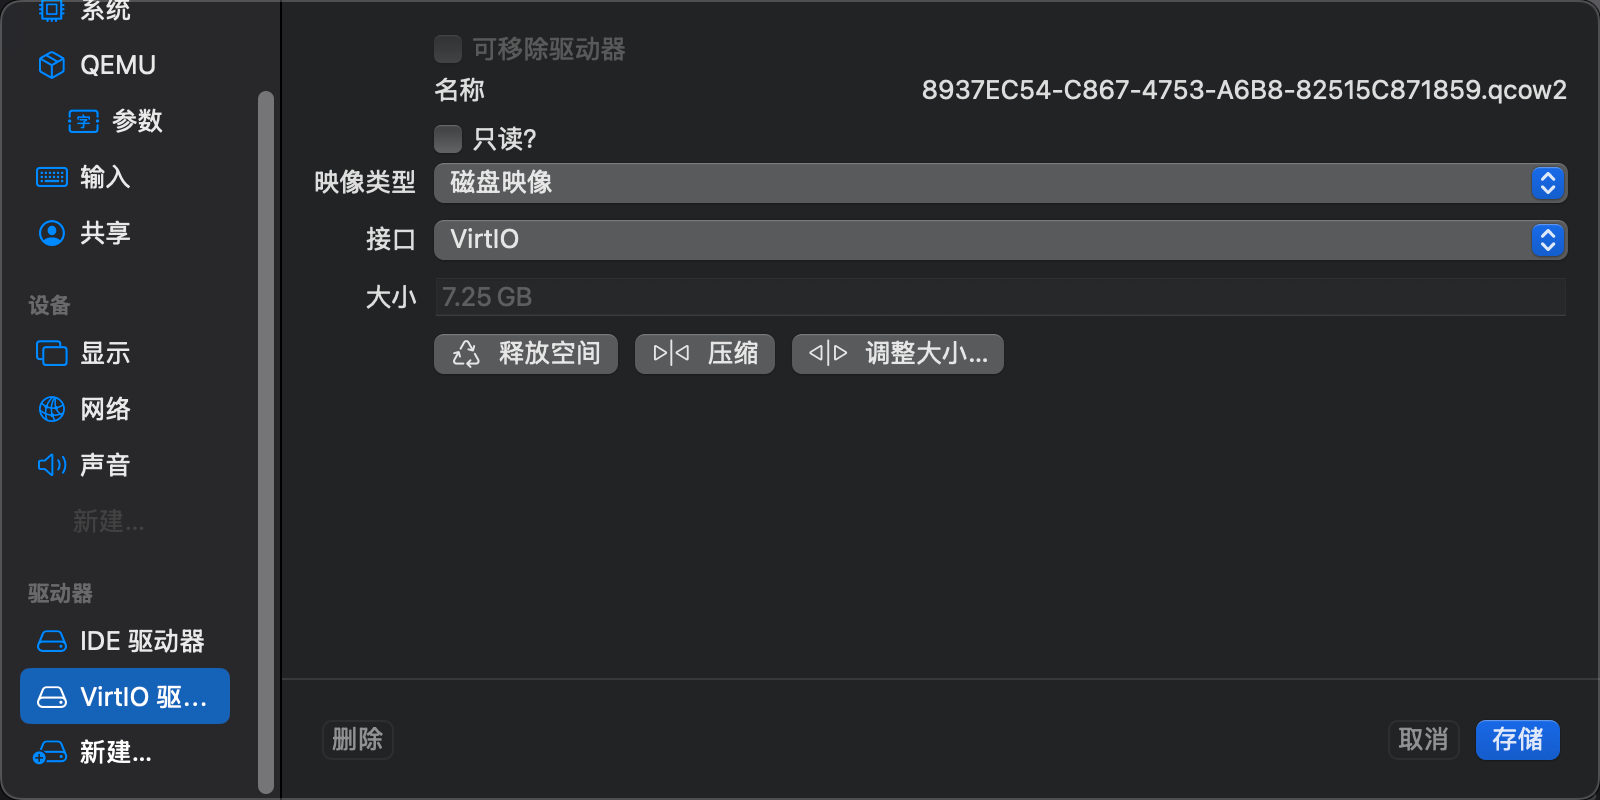 系统
QEMU
字 参数
输入
共享
设备
显示
网络
声音
新建...
驱动器
IDE 驱动器
VirtIO 驱...
新建...
可移除驱动器
名称 8937EC54-C867-4753-A6B8-82515C871859.qcow2
只读?
映像类型 磁盘映像
接口 VirtIO
大小 7.25 GB
释放空间 压缩 调整大小...
删除 取消 存储